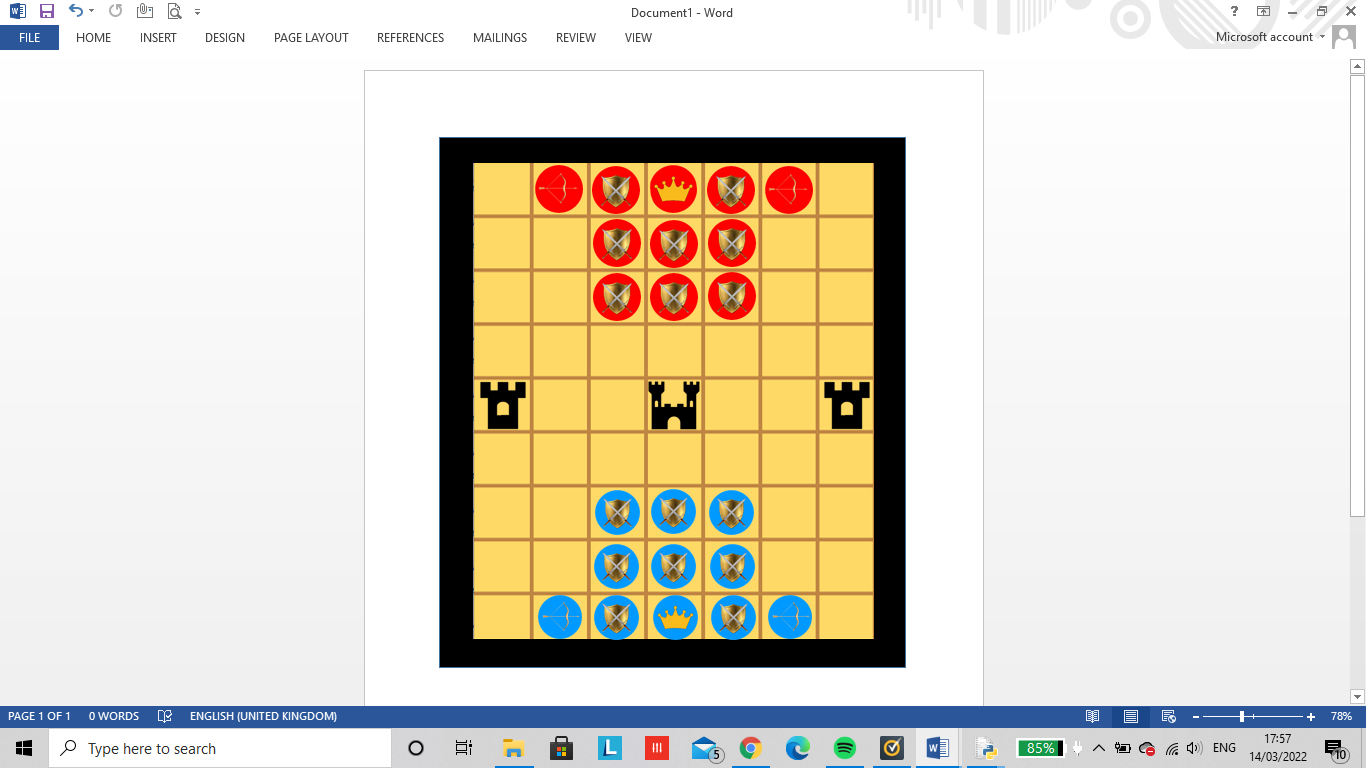 Document1 - Word
?
FILE HOME INSERT DESIGN PAGE LAYOUT REFERENCES MAILINGS REVIEW VIEW
Microsoft account
PAGE 1 OF 1 0 WORDS ENGLISH (UNITED KINGDOM)
78%
Type here to search
L
5
85%
ENG
17:57
14/03/2022
10